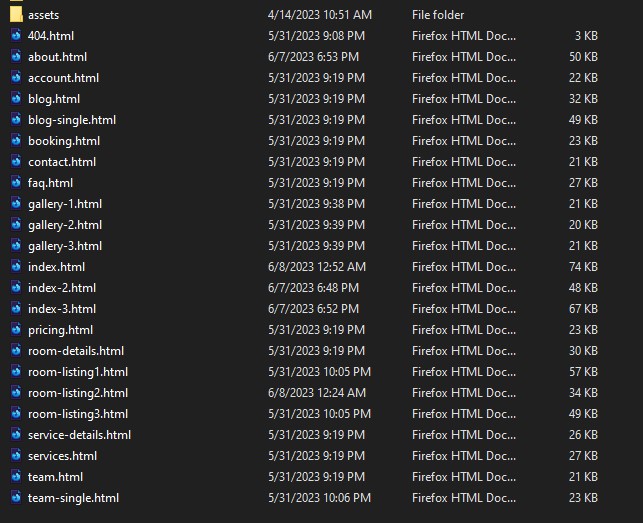 assets 4/14/2023 10:51 AM File folder
404.html 5/31/2023 9:08 PM Firefox HTML Doc... 3 KB
about.html 6/7/2023 6:53 PM Firefox HTML Doc... 50 KB
account.html 5/31/2023 9:19 PM Firefox HTML Doc... 22 KB
blog.html 5/31/2023 9:19 PM Firefox HTML Doc... 32 KB
blog-single.html 5/31/2023 9:19 PM Firefox HTML Doc... 49 KB
booking.html 5/31/2023 9:19 PM Firefox HTML Doc... 23 KB
contact.html 5/31/2023 9:19 PM Firefox HTML Doc... 21 KB
faq.html 5/31/2023 9:19 PM Firefox HTML Doc... 27 KB
gallery-1.html 5/31/2023 9:38 PM Firefox HTML Doc... 21 KB
gallery-2.html 5/31/2023 9:39 PM Firefox HTML Doc... 20 KB
gallery-3.html 5/31/2023 9:39 PM Firefox HTML Doc... 21 KB
index.html 6/8/2023 12:52 AM Firefox HTML Doc... 74 KB
index-2.html 6/7/2023 6:48 PM Firefox HTML Doc... 48 KB
index-3.html 6/7/2023 6:52 PM Firefox HTML Doc... 67 KB
pricing.html 5/31/2023 9:19 PM Firefox HTML Doc... 23 KB
room-details.html 5/31/2023 9:19 PM Firefox HTML Doc... 30 KB
room-listing1.html 5/31/2023 10:05 PM Firefox HTML Doc... 57 KB
room-listing2.html 6/8/2023 12:24 AM Firefox HTML Doc... 34 KB
room-listing3.html 5/31/2023 10:05 PM Firefox HTML Doc... 49 KB
service-details.html 5/31/2023 9:19 PM Firefox HTML Doc... 26 KB
services.html 5/31/2023 9:19 PM Firefox HTML Doc... 27 KB
team.html 5/31/2023 9:19 PM Firefox HTML Doc... 21 KB
team-single.html 5/31/2023 10:06 PM Firefox HTML Doc... 23 KB